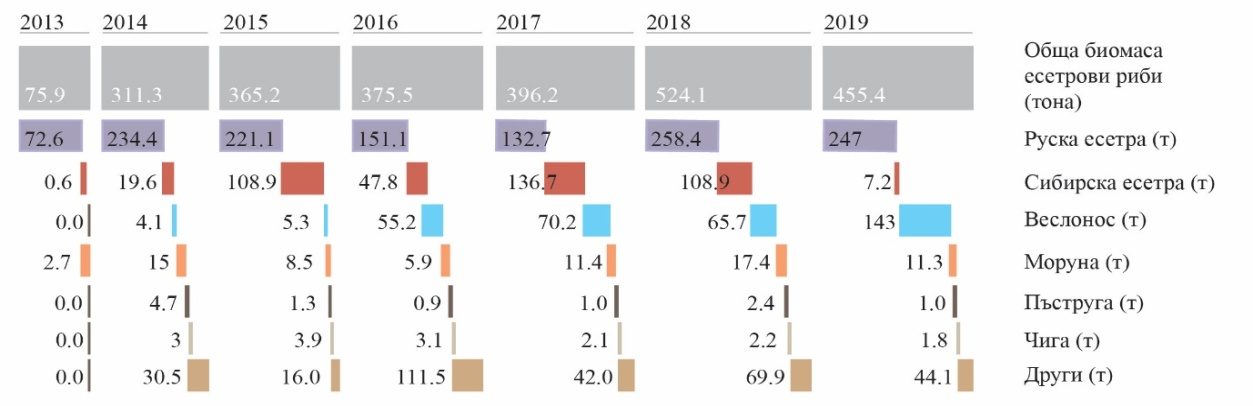 2013 2014 2015 2016 2017 2018 2019
Обща биомаса
есетрови риби
(тона)
75.9 311.3 365.2 375.5 396.2 524.1 455.4
72.6 234.4 221.1 151.1 132.7 258.4 247 Руска есетра (т)
0.6 19.6 108.9 47.8 136.7 108.9 7.2 Сибирска есетра (т)
0.0 4.1 5.3 55.2 70.2 65.7 143 Веслонос (т)
2.7 15 8.5 5.9 11.4 17.4 11.3 Моруна (т)
0.0 4.7 1.3 0.9 1.0 2.4 1.0 Пъструга (т)
0.0 3 3.9 3.1 2.1 2.2 1.8 Чига (т)
0.0 30.5 16.0 111.5 42.0 69.9 44.1 Други (т)